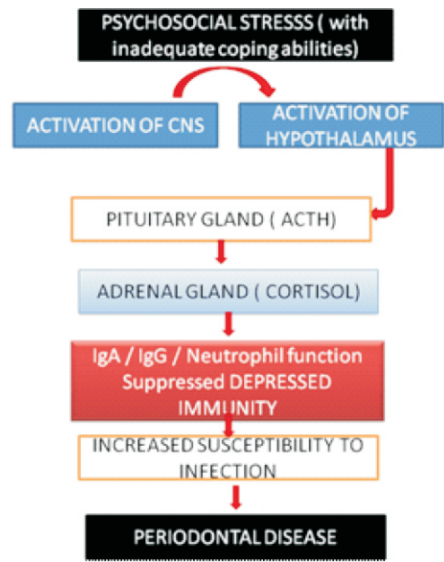 PSYCHOSOCIAL STRESSS ( with
inadequate coping abilities)
ACTIVATION OF CNS
ACTIVATION OF
HYPOTHALAMUS
PITUITARY GLAND ( ACTH)
ADRENAL GLAND ( CORTISOL)
IgA / IgG / Neutrophil function
Suppressed DEPRESSED
IMMUNITY
INCREASED SUSCEPTIBILITY TO
INFECTION
PERIODONTAL DISEASE